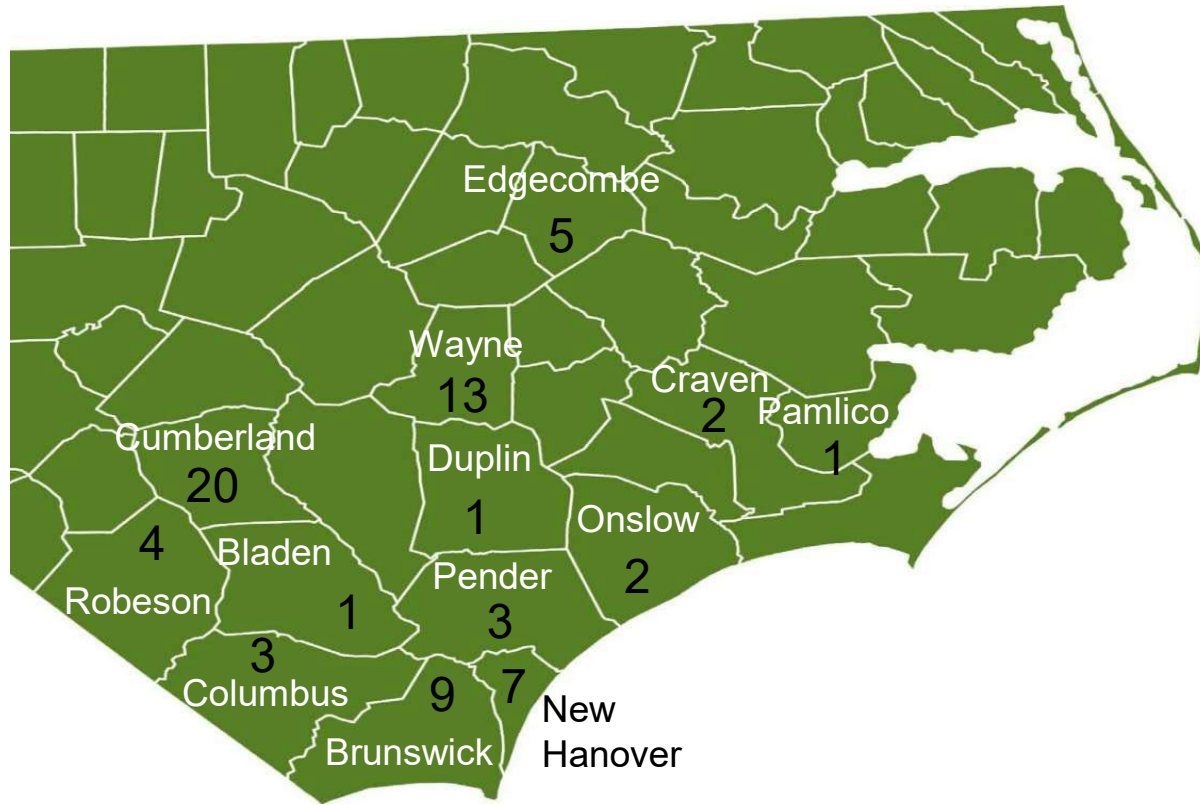 Edgecombe
5
Wayne
13
Craven
2
Pamlico
1
Cumberland
20
Duplin
1
Onslow
2
4
Robeson
Bladen
1
Pender
3
3
Columbus
9
Brunswick
7
New
Hanover